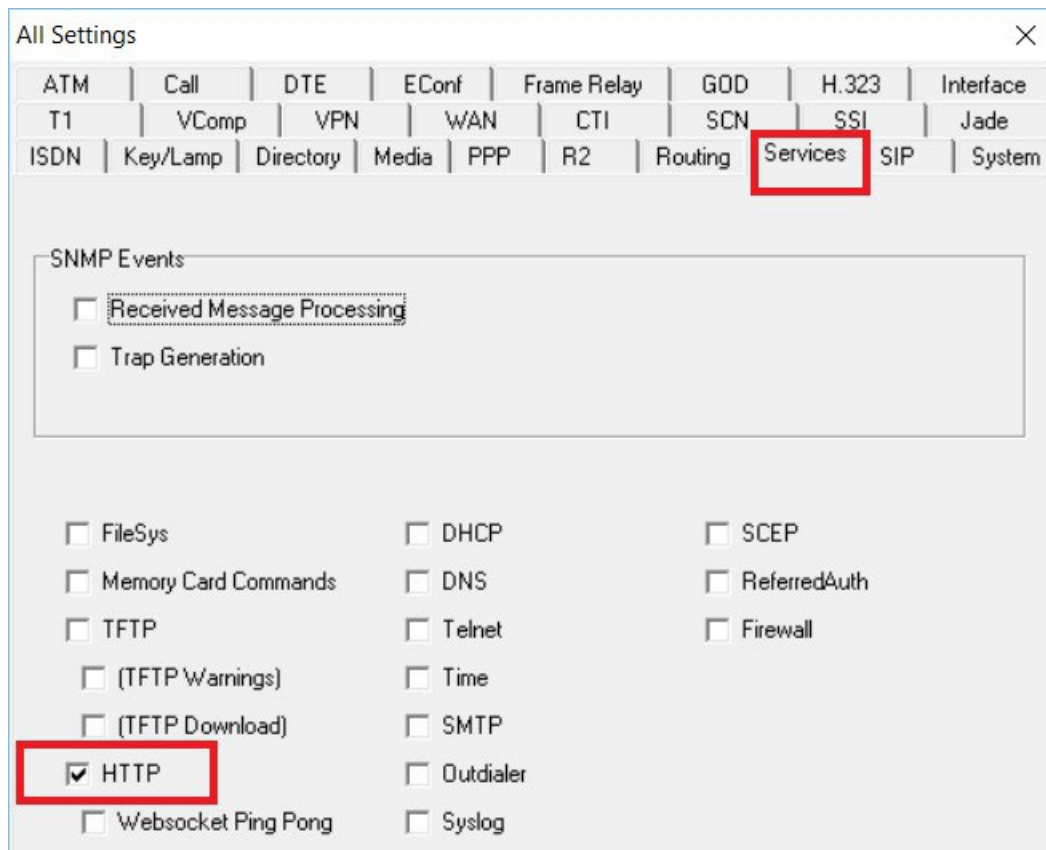 All Settings
ATM Call DTE EConf Frame Relay GOD H.323 Interface
T1 VComp VPN WAN CTI SCN SSI Jade
ISDN Key/Lamp Directory Media PPP R2 Routing Services SIP System
SNMP Events
Received Message Processing
Trap Generation
FileSys DHCP SCEP
Memory Card Commands DNS ReferredAuth
TFTP Telnet Firewall
(TFTP Warnings) Time
(TFTP Download) SMTP
HTTP Outdialer
Websocket Ping Pong Syslog